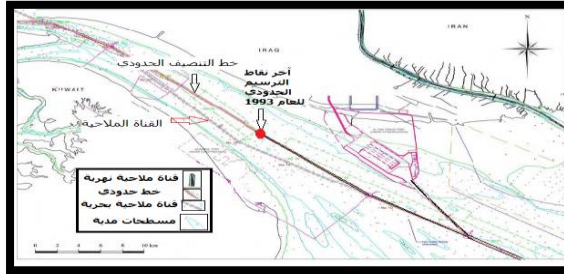 IRAN
IRAQ
N
خط التنصيف الحدودي
آخر نقاط
الترسيم
الحدودي
للعام
1993
KUWAIT
القناة الملاحية
قناة ملاحية نهرية
خط حدودي
قناة ملاحية بحرية
مسطحات مدية
0 2 4 6 8 10 km